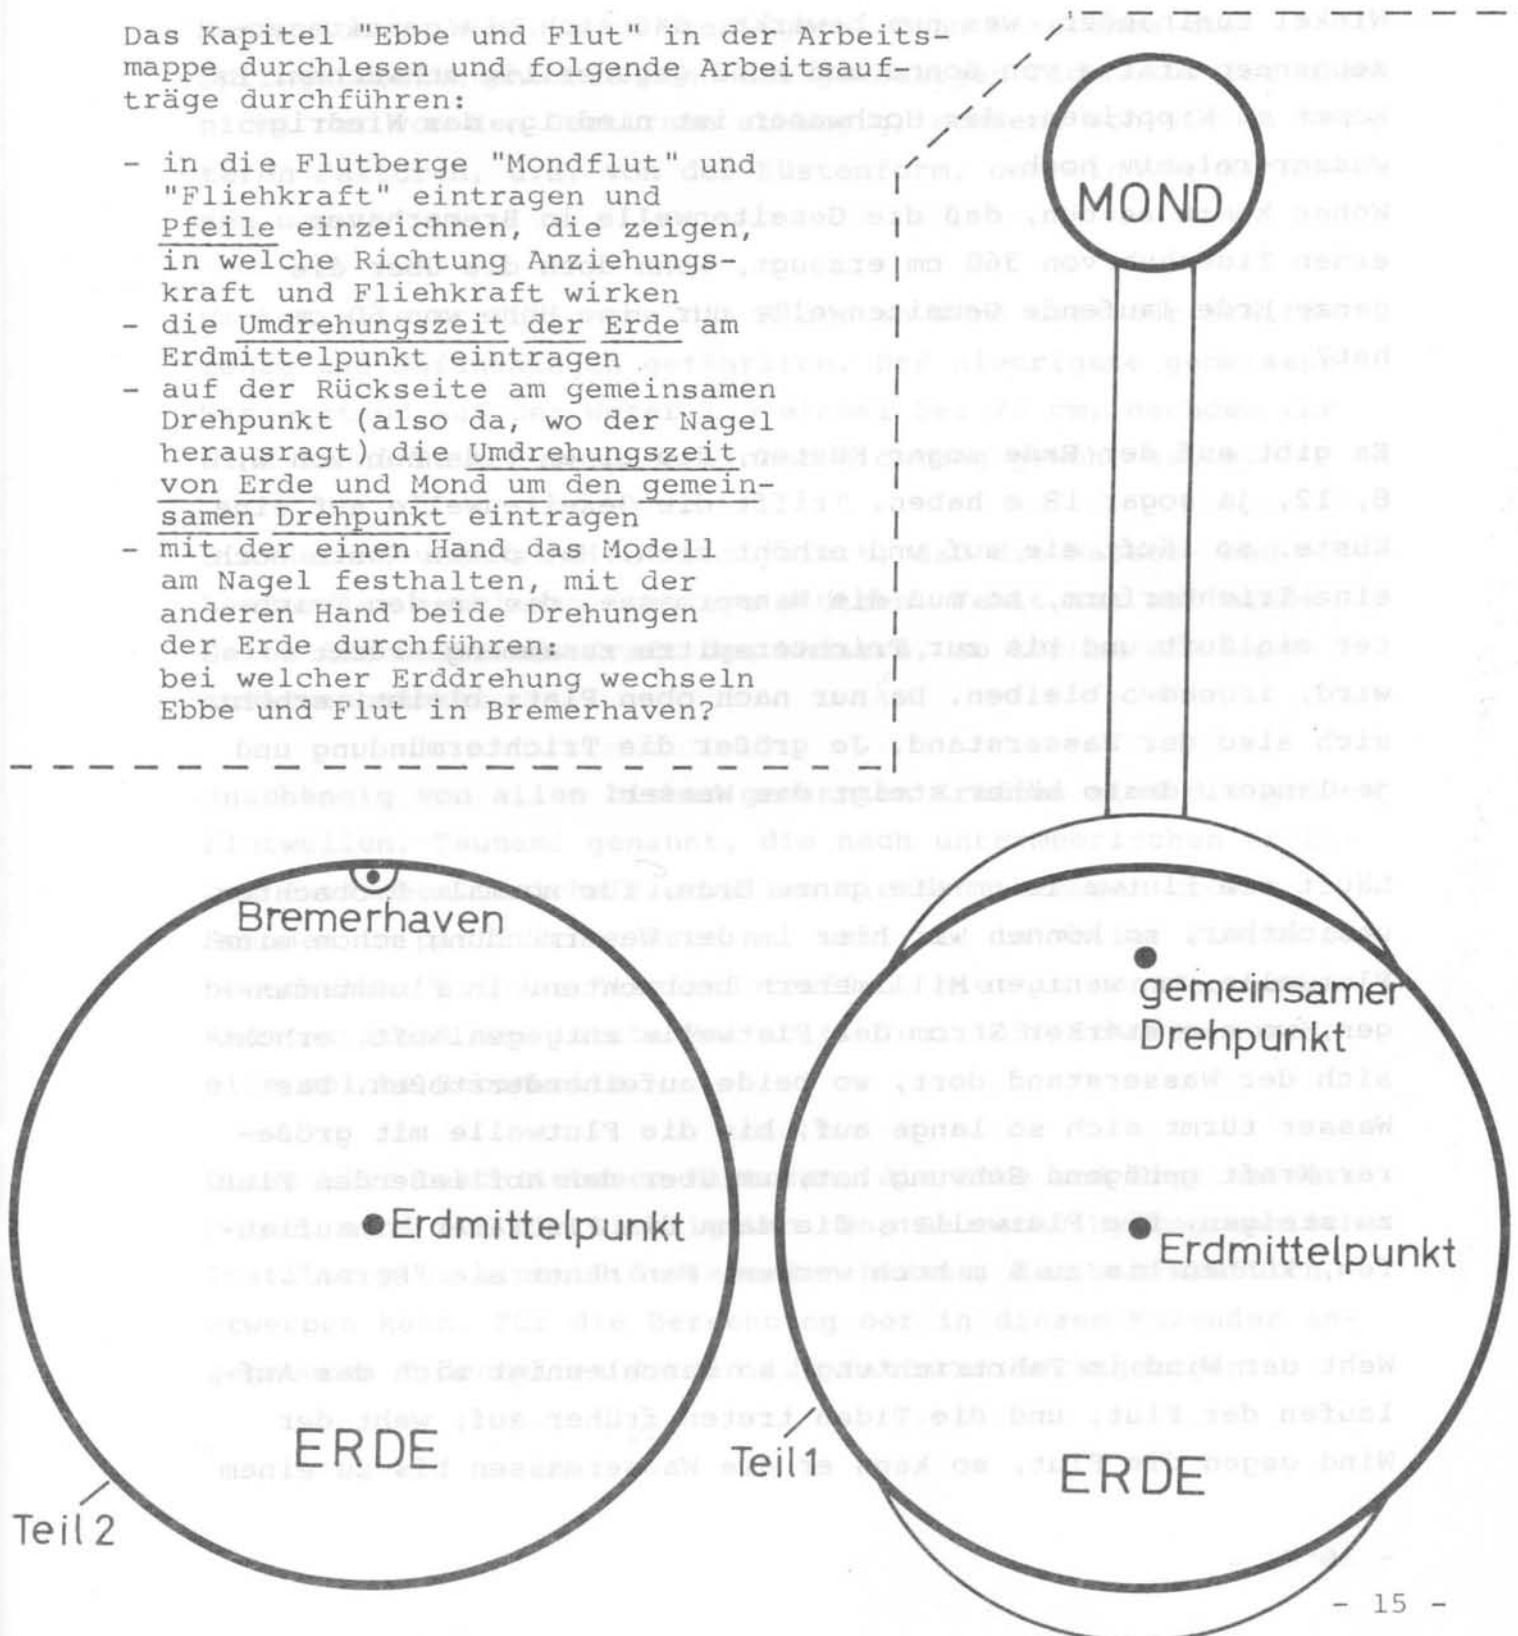 Das Kapitel "Ebbe und Flut" in der Arbeits-
mappe durchlesen und folgende Arbeitsauf-
träge durchführen:
- in die Flutberge "Mondflut" und
"Fliehkraft" eintragen und
Pfeile einzeichnen, die zeigen,
in welche Richtung Anziehungs-
kraft und Fliehkraft wirken
- die Umdrehungszeit der Erde am
Erdmittelpunkt eintragen
- auf der Rückseite am gemeinsamen
Drehpunkt (also da, wo der Nagel
herausragt) die Umdrehungszeit
von Erde und Mond um den gemein-
samen Drehpunkt eintragen
- mit der einen Hand das Modell
am Nagel festhalten, mit der
anderen Hand beide Drehungen
der Erde durchführen:
bei welcher Erddrehung wechseln
Ebbe und Flut in Bremerhaven?
MOND
Bremerhaven
Erdmittelpunkt
ERDE
Teil 2
gemeinsamer
Drehpunkt
Erdmittelpunkt
ERDE
Teil 1
- 15 -